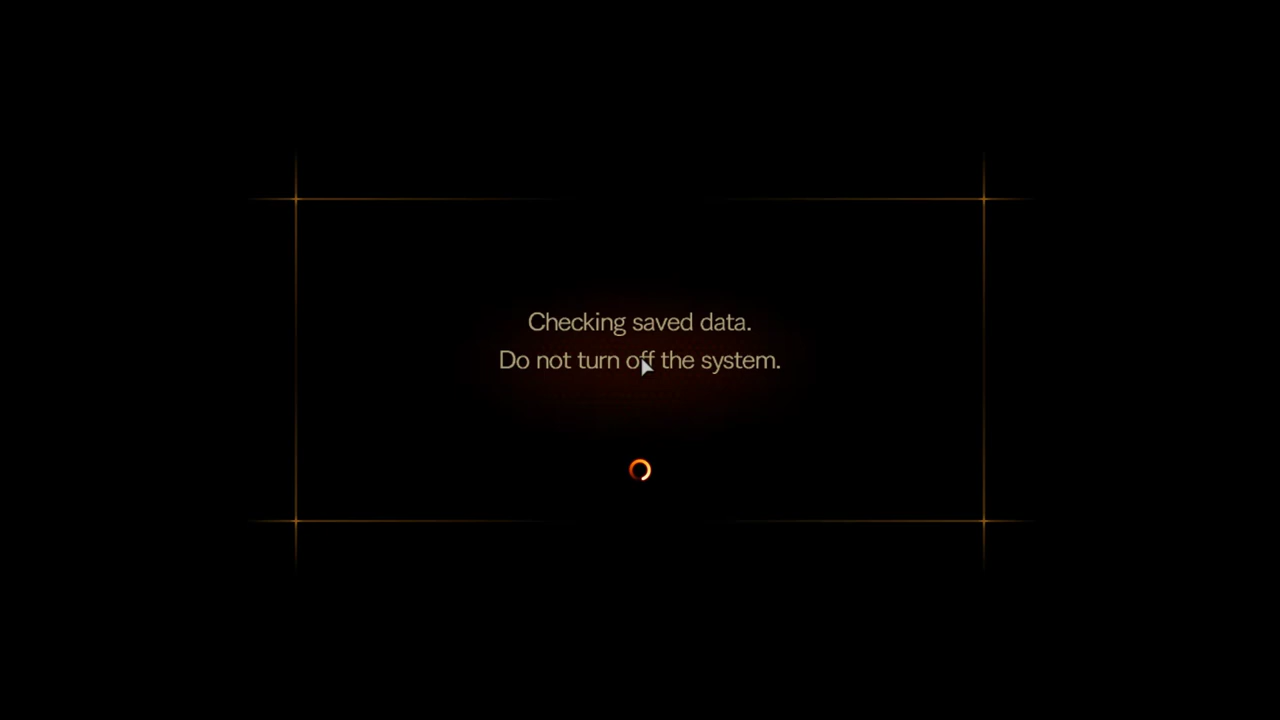 Checking saved data.
Do not turn off the system.